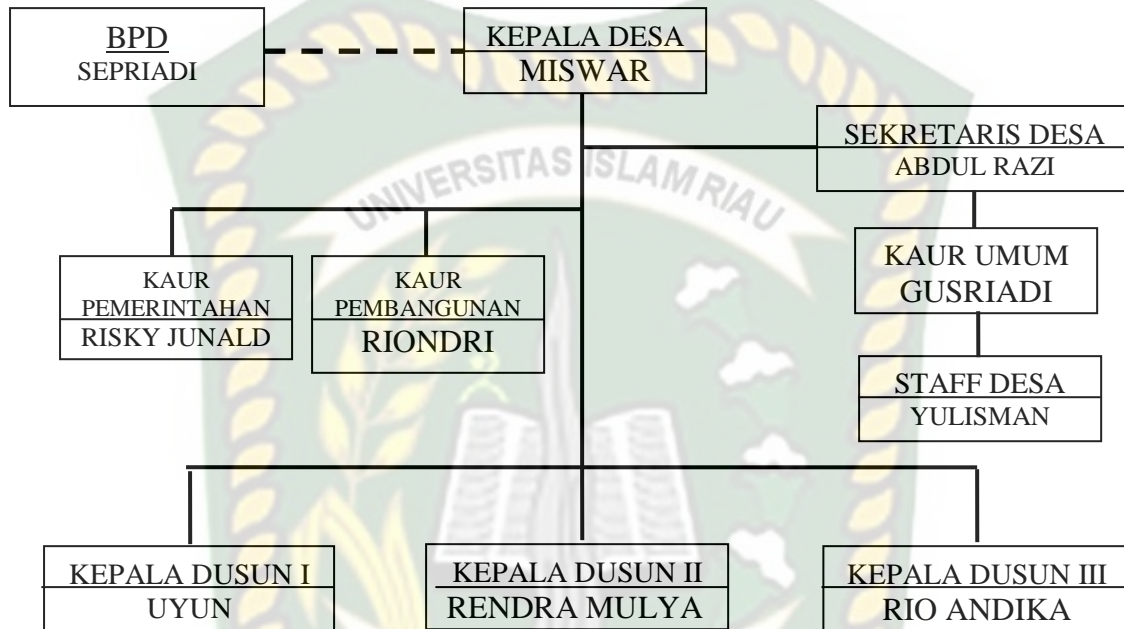 BPD
SEPRIADI
KEPALA DESA
MISWAR
SEKRETARIS DESA
ABDUL RAZI
UNIVERSITAS ISLAM RIAU
KAUR
PEMERINTAHAN
RISKY JUNALD
KAUR
PEMBANGUNAN
RIONDRI
KAUR UMUM
GUSRIADI
STAFF DESA
YULISMAN
KEPALA DUSUN I
UYUN
KEPALA DUSUN II
RENDRA MULYA
KEPALA DUSUN III
RIO ANDIKA